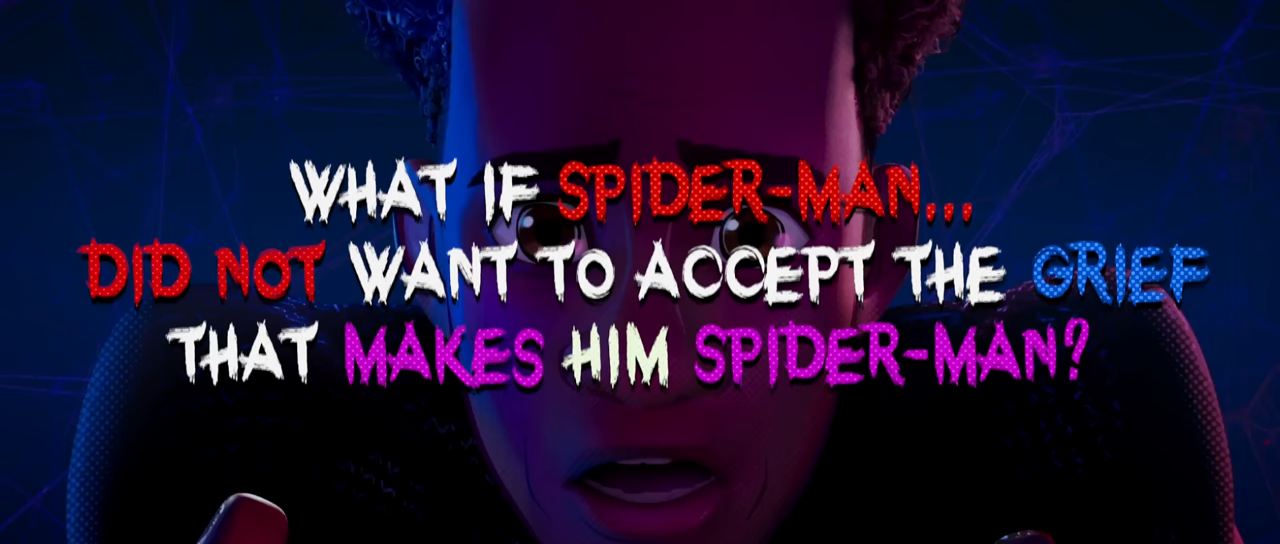 WHAT IF SPIDER-MAN...
DID NOT WANT TO ACCEPT THE GRIEF
THAT MAKES HIM SPIDER-MAN?